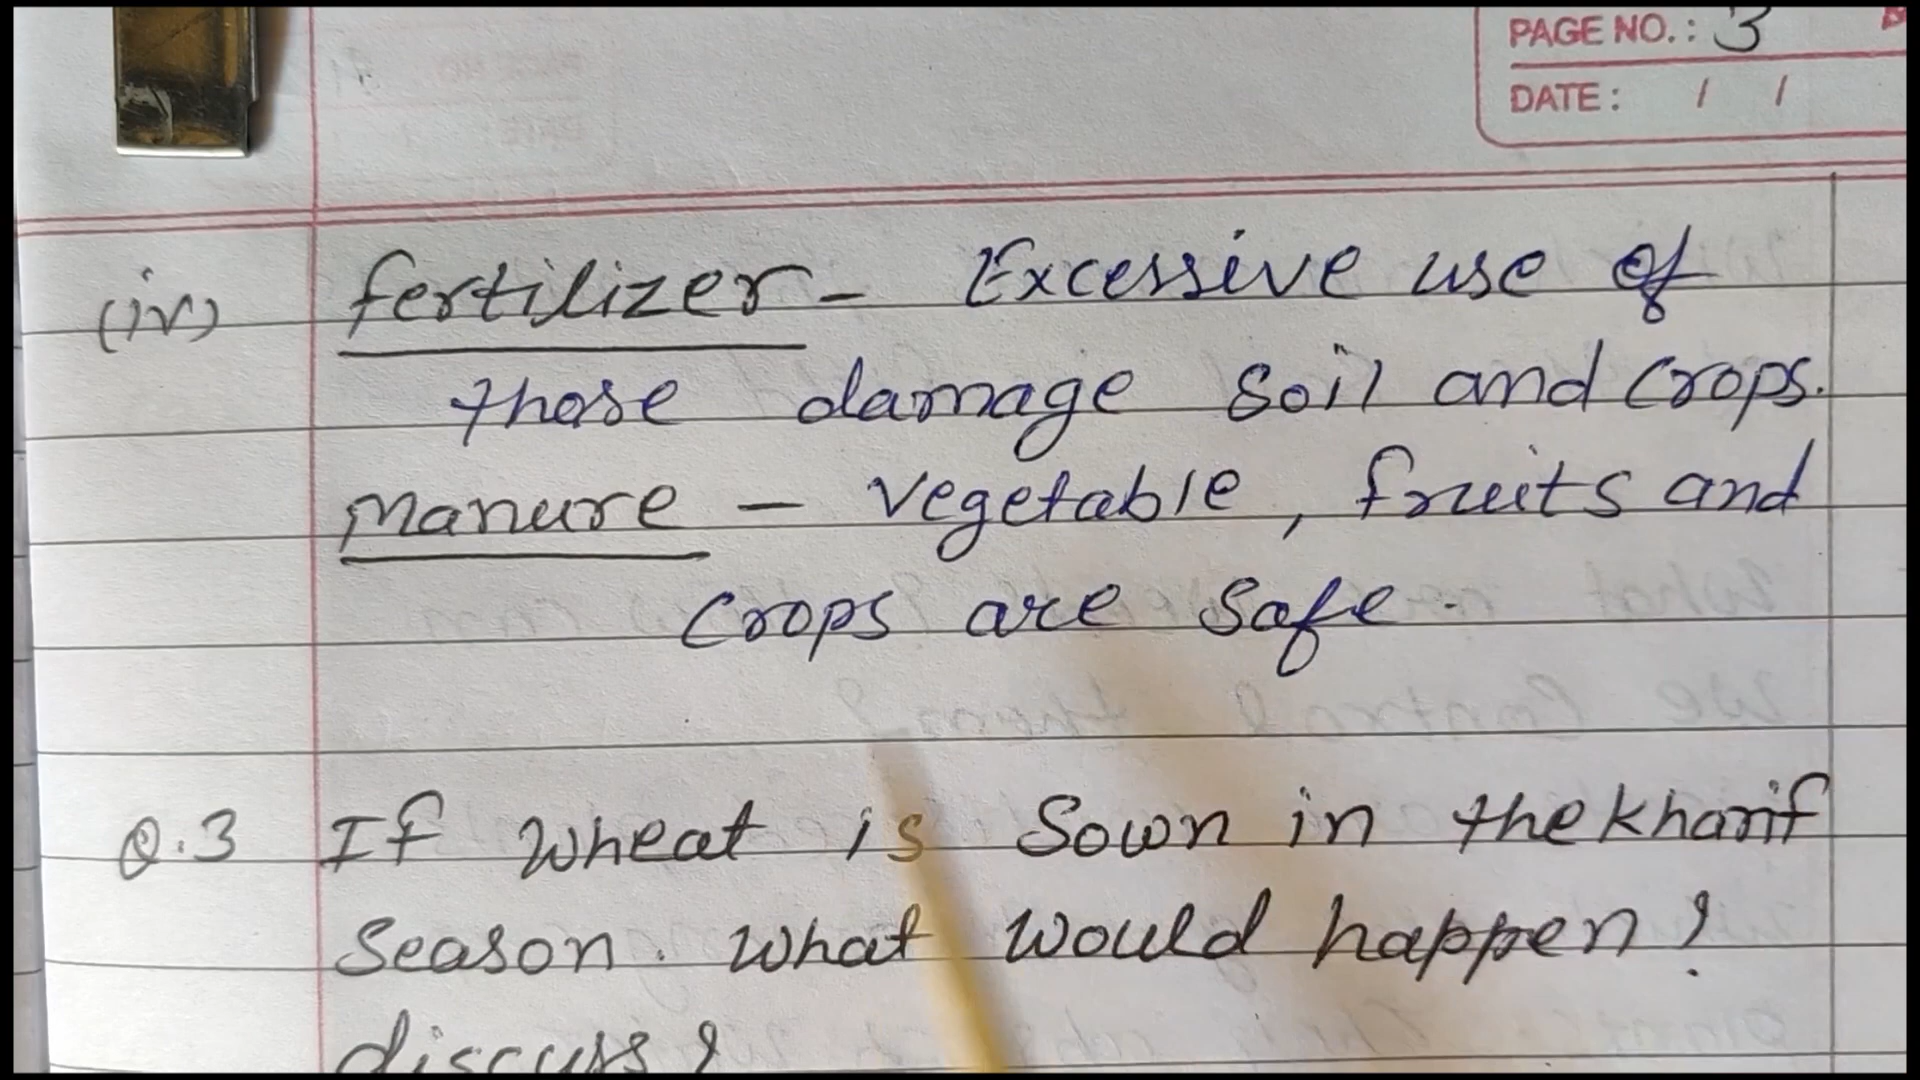 PAGE NO.: 3
DATE: / /
(iv) fertilizer - Excessive use of
those damage soil and crops.
Manure - vegetable, fruits and
crops are safe.
Q.3 If wheat is sown in the kharif
season. what would happen?
discuss?